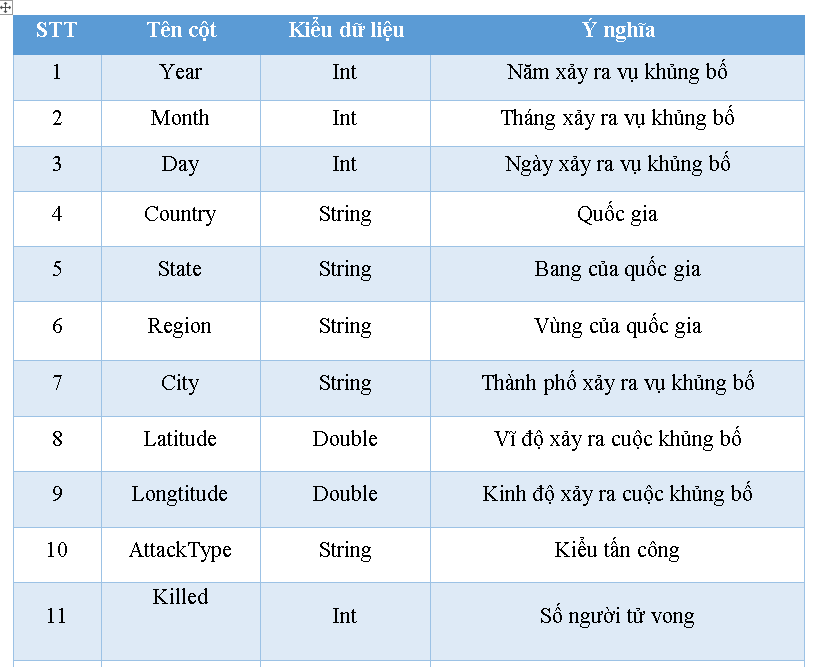 STT Tên cột Kiểu dữ liệu Ý nghĩa
1 Year Int Năm xảy ra vụ khủng bố
2 Month Int Tháng xảy ra vụ khủng bố
3 Day Int Ngày xảy ra vụ khủng bố
4 Country String Quốc gia
5 State String Bang của quốc gia
6 Region String Vùng của quốc gia
7 City String Thành phố xảy ra vụ khủng bố
8 Latitude Double Vĩ độ xảy ra cuộc khủng bố
9 Longtitude Double Kinh độ xảy ra cuộc khủng bố
10 AttackType String Kiểu tấn công
11 Killed Int Số người tử vong